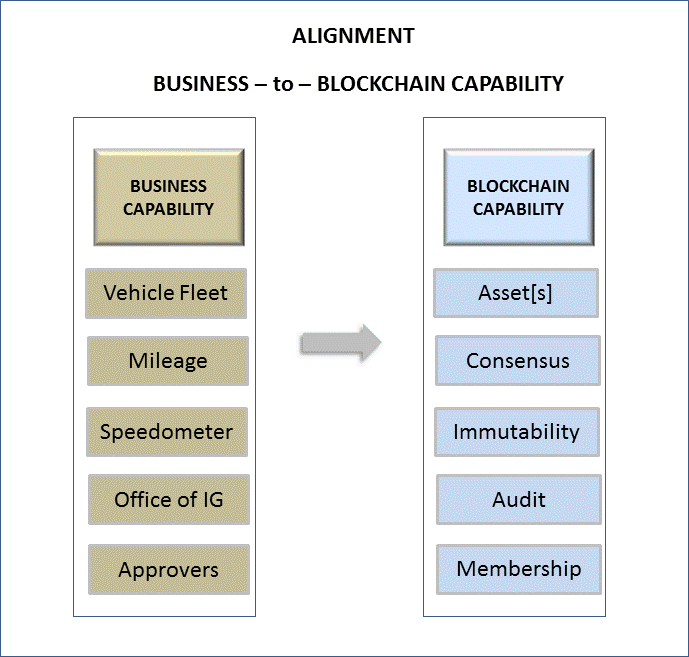 ALIGNMENT
BUSINESS – to – BLOCKCHAIN CAPABILITY
BUSINESS
CAPABILITY
Vehicle Fleet
Mileage
Speedometer
Office of IG
Approvers
BLOCKCHAIN
CAPABILITY
Asset[s]
Consensus
Immutability
Audit
Membership